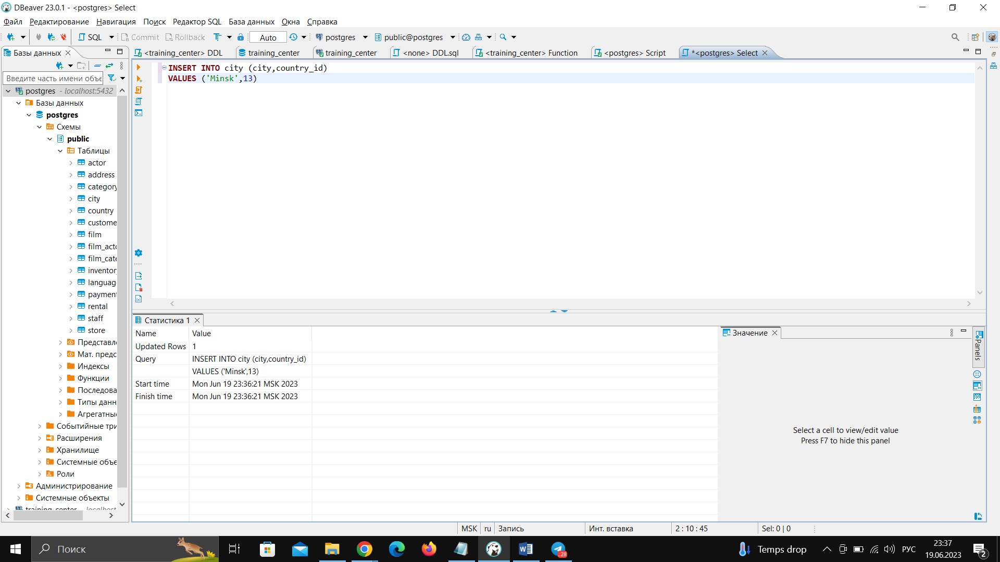 DBeaver 23.0.1 - <postgres> Select
Файл Редактирование Навигация Поиск Редактор SQL База данных Окна Справка
SQL Commit Rollback Auto postgres public@postgres
Базы данных
<training_center> DDL training_center training_center <none> DDL.sql <training_center> Function <postgres> Script *<postgres> Select
Введите часть имени объе
postgres - localhost:5432
Базы данных
postgres
Схемы
public
Таблицы
actor
address
category
city
country
custome
film
film_acto
film_cate
inventor
languag
payment
rental
staff
store
Представл
Мат. предс
Индексы
Функции
Последова
Типы данн
Агрегатны
Событийные три
Расширения
Хранилище
Системные объе
Роли
Администрирование
Системные объекты
training_center localhost
INSERT INTO city (city,country_id)
VALUES ('Minsk',13)
Статистика 1
Name Value
Updated Rows 1
Query INSERT INTO city (city,country_id)
VALUES ('Minsk',13)
Start time Mon Jun 19 23:36:21 MSK 2023
Finish time Mon Jun 19 23:36:21 MSK 2023
Значение
Panels
Select a cell to view/edit value
Press F7 to hide this panel
MSK ru Запись Инт. вставка 2 : 10 : 45 Sel: 0 | 0
Поиск
..28
Temps drop
РУС
23:37
19.06.2023
2